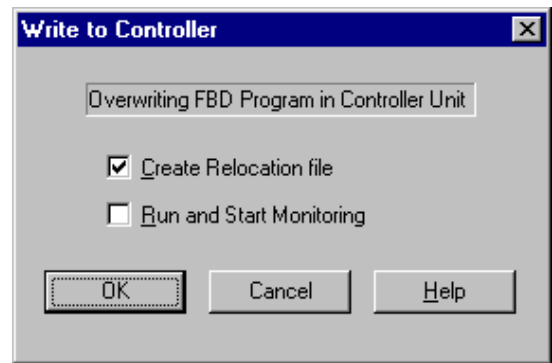 Write to Controller
Overwriting FBD Program in Controller Unit
Create Relocation file
Run and Start Monitoring
OK Cancel Help